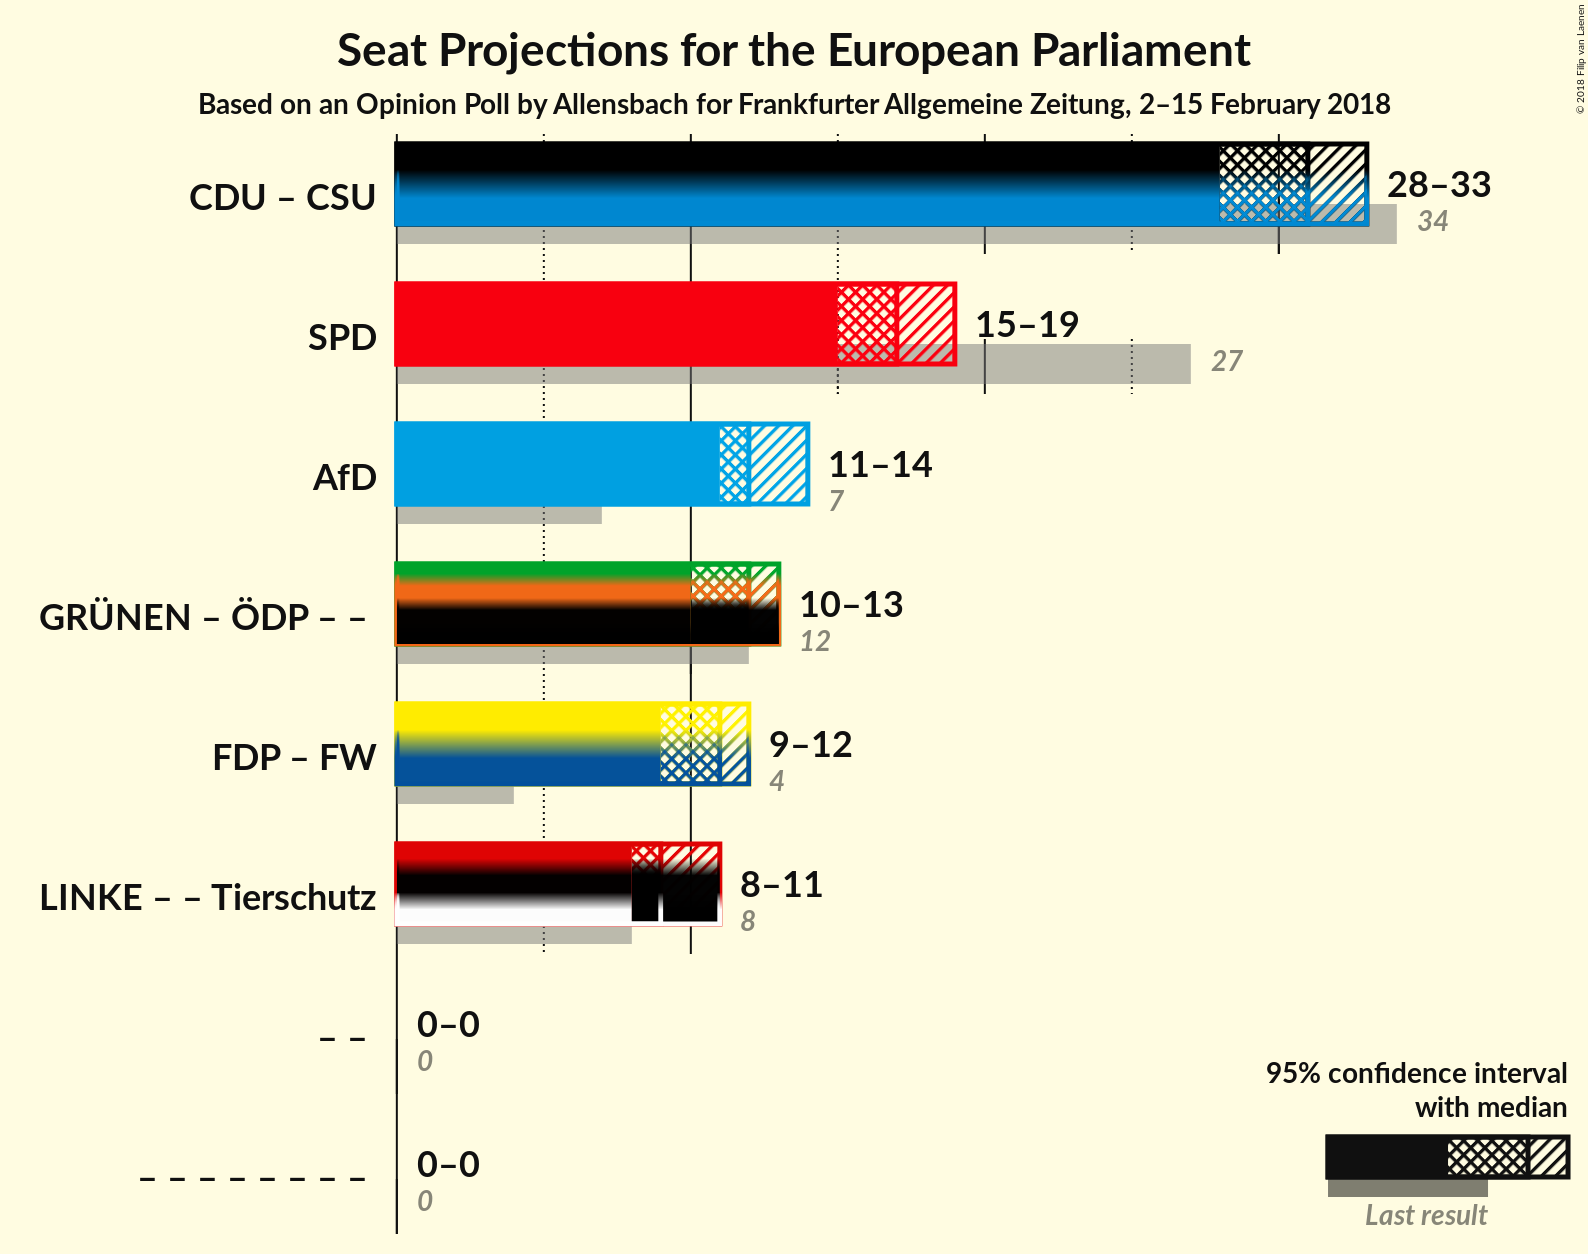 Seat Projections for the European Parliament
Based on an Opinion Poll by Allensbach for Frankfurter Allgemeine Zeitung, 2–15 February 2018
© 2018 Filip van Laenen
CDU – CSU
28–33
34
SPD
15–19
27
AfD
11–14
7
GRÜNEN – ÖDP – –
10–13
12
FDP – FW
9–12
4
LINKE – – Tierschutz
8–11
8
– –
0–0
0
– – – – – – – –
0–0
0
95% confidence interval
with median
Last result